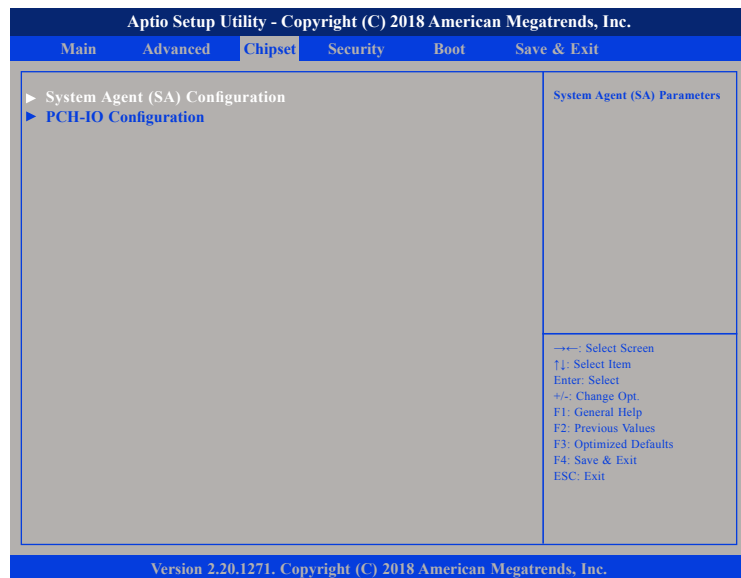 Aptio Setup Utility - Copyright (C) 2018 American Megatrends, Inc.
Main Advanced Chipset Security Boot Save & Exit
► System Agent (SA) Configuration
► PCH-IO Configuration
System Agent (SA) Parameters
→←: Select Screen
↑↓: Select Item
Enter: Select
+/-: Change Opt.
F1: General Help
F2: Previous Values
F3: Optimized Defaults
F4: Save & Exit
ESC: Exit
Version 2.20.1271. Copyright (C) 2018 American Megatrends, Inc.